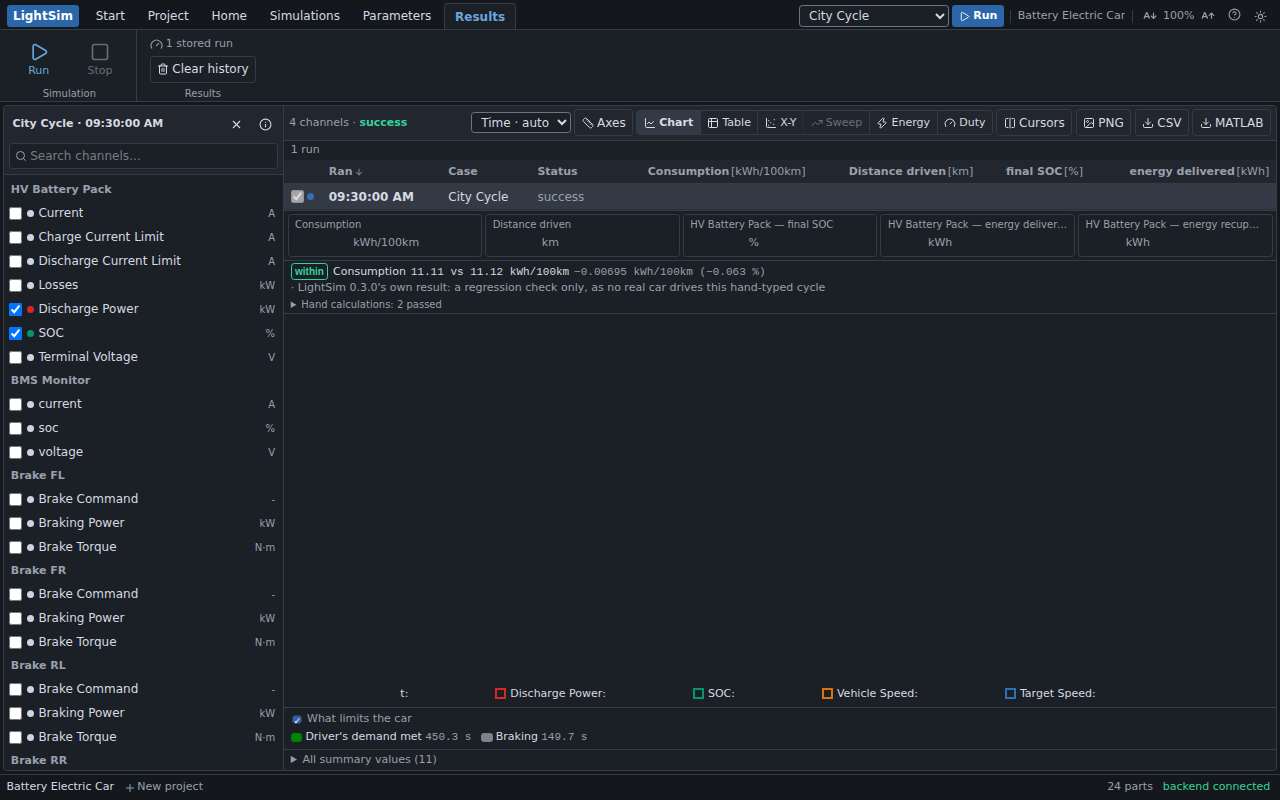 LightSim Start Project Home Simulations Parameters Results City Cycle Run Battery Electric Car A 100% A
Run Stop
Simulation
1 stored run
Clear history
Results
City Cycle · 09:30:00 AM
Search channels…
HV Battery Pack
Current A
Charge Current Limit A
Discharge Current Limit A
Losses kW
Discharge Power kW
SOC %
Terminal Voltage V
BMS Monitor
current A
soc %
voltage V
Brake FL
Brake Command -
Braking Power kW
Brake Torque N·m
Brake FR
Brake Command -
Braking Power kW
Brake Torque N·m
Brake RL
Brake Command -
Braking Power kW
Brake Torque N·m
Brake RR
4 channels · success Time · auto Axes Chart Table X-Y Sweep Energy Duty Cursors PNG CSV MATLAB
1 run
Ran Case Status Consumption [kWh/100km] Distance driven [km] final SOC [%] energy delivered [kWh]
09:30:00 AM City Cycle success
Consumption
kWh/100km
Distance driven
km
HV Battery Pack — final SOC
%
HV Battery Pack — energy deliver…
kWh
HV Battery Pack — energy recup…
kWh
within Consumption 11.11 vs 11.12 kWh/100km −0.00695 kWh/100km (−0.063 %)
· LightSim 0.3.0's own result: a regression check only, as no real car drives this hand-typed cycle
Hand calculations: 2 passed
t: Discharge Power: SOC: Vehicle Speed: Target Speed:
What limits the car
Driver's demand met 450.3 s Braking 149.7 s
All summary values (11)
Battery Electric Car + New project 24 parts backend connected